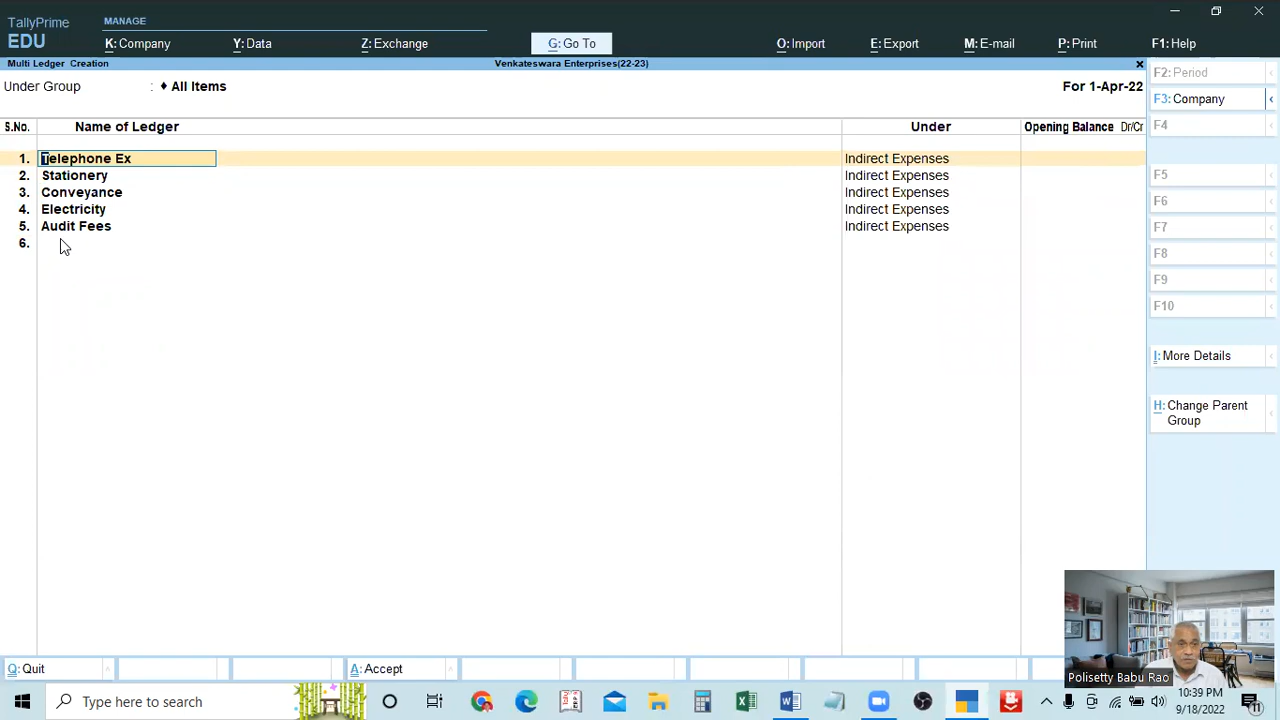 TallyPrime
EDU
MANAGE
K: Company
Y: Data
Z: Exchange
G: Go To
O: Import
E: Export
M: E-mail
P: Print
F1: Help
Multi Ledger Creation
Venkateswara Enterprises(22-23)
Under Group : ♦ All Items
For 1-Apr-22
S.No. Name of Ledger Under Opening Balance Dr/Cr
1. Telephone Ex Indirect Expenses
2. Stationery Indirect Expenses
3. Conveyance Indirect Expenses
4. Electricity Indirect Expenses
5. Audit Fees Indirect Expenses
6.
F2: Period
F3: Company
F4
F5
F6
F7
F8
F9
F10
I: More Details
H: Change Parent
Group
Q: Quit
A: Accept
Polisetty Babu Rao
Type here to search
10:39 PM
9/18/2022